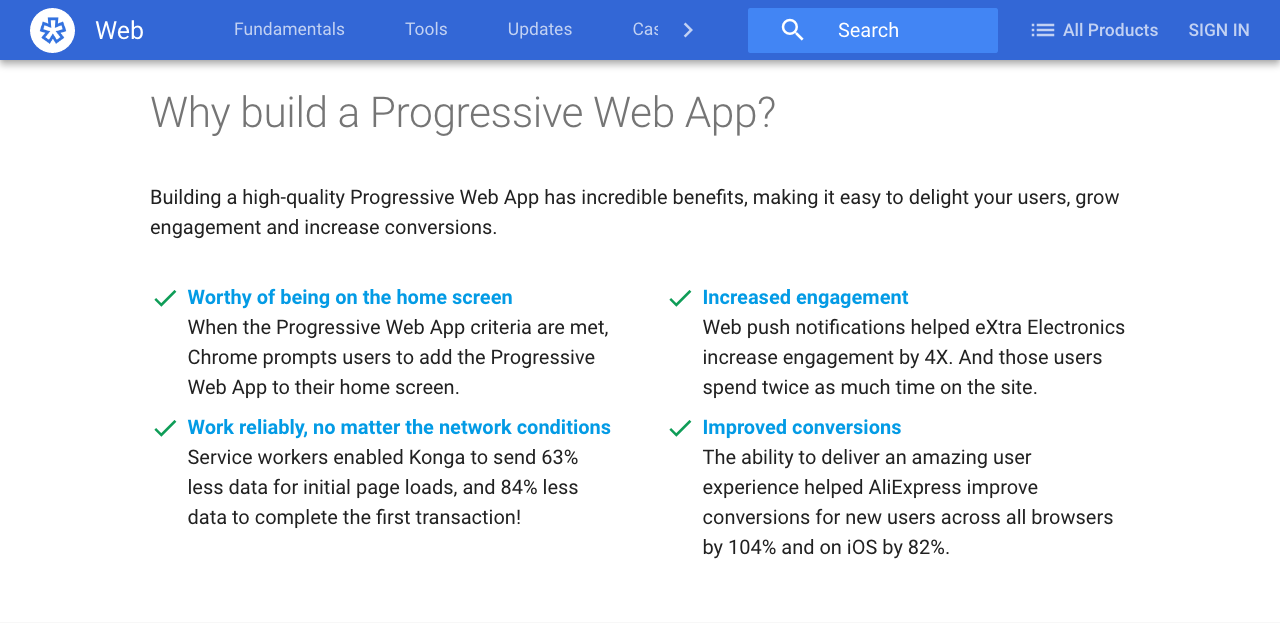 Web
Fundamentals
Tools
Updates
Cas
Search
All Products
SIGN IN
Why build a Progressive Web App?
Building a high-quality Progressive Web App has incredible benefits, making it easy to delight your users, grow
engagement and increase conversions.
Worthy of being on the home screen
When the Progressive Web App criteria are met,
Chrome prompts users to add the Progressive
Web App to their home screen.
Work reliably, no matter the network conditions
Service workers enabled Konga to send 63%
less data for initial page loads, and 84% less
data to complete the first transaction!
Increased engagement
Web push notifications helped eXtra Electronics
increase engagement by 4X. And those users
spend twice as much time on the site.
Improved conversions
The ability to deliver an amazing user
experience helped AliExpress improve
conversions for new users across all browsers
by 104% and on iOS by 82%.